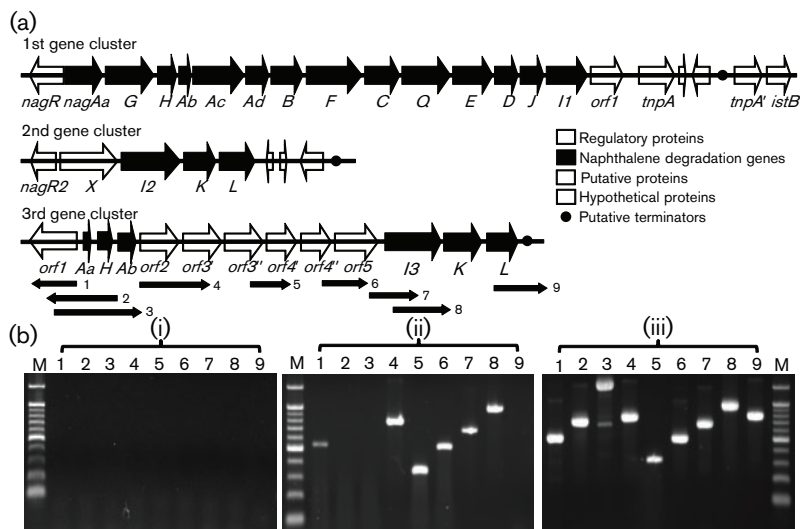 (a)
1st gene cluster
nagR nagAa G H Ab Ac Ad B F C Q E D J I1 orf1 tnpA tnpA' istB
2nd gene cluster
nagR2 X I2 K L
Regulatory proteins
Naphthalene degradation genes
Putative proteins
Hypothetical proteins
Putative terminators
3rd gene cluster
orf1 Aa H Ab orf2 orf3' orf3'' orf4' orf4'' orf5 I3 K L
1 4 5 6 7 9
2 8
3
(b)
(i) (ii) (iii)
M 1 2 3 4 5 6 7 8 9 M 1 2 3 4 5 6 7 8 9 1 2 3 4 5 6 7 8 9 M